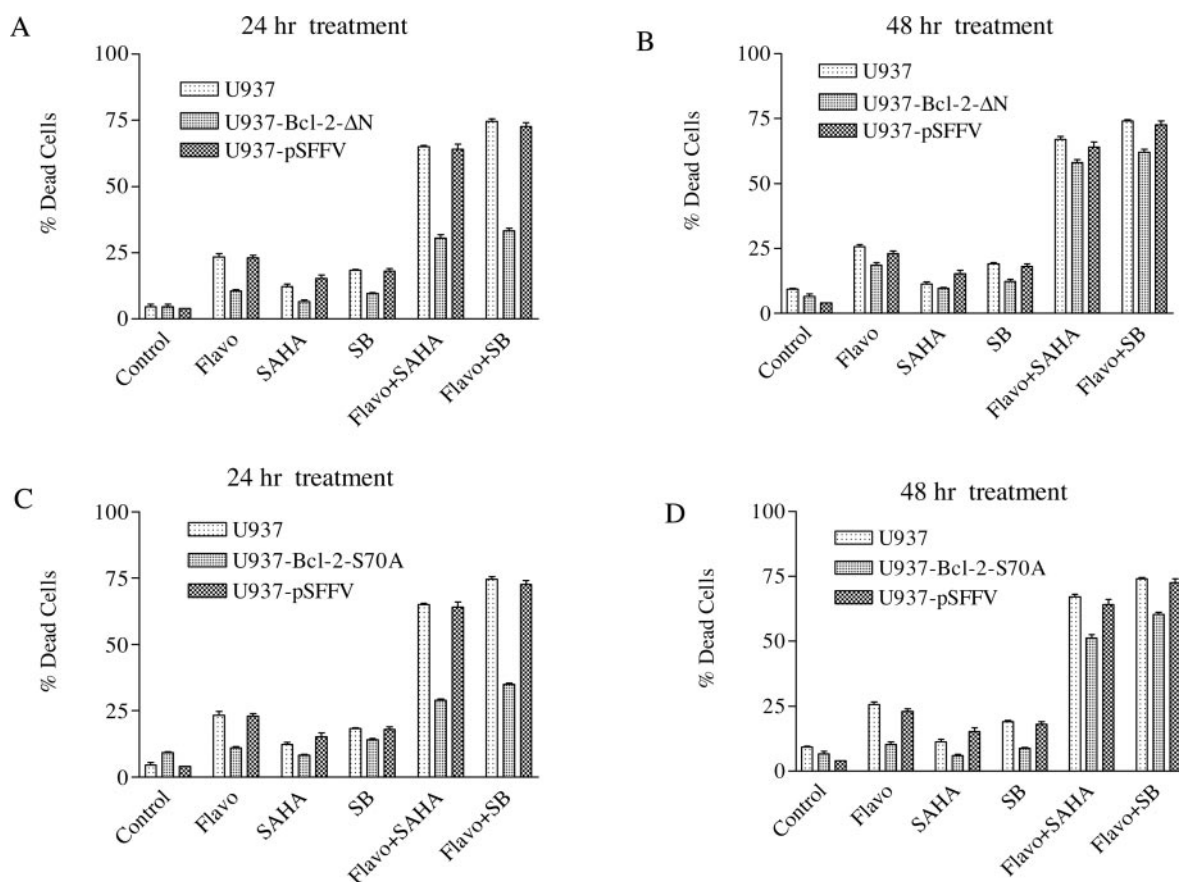 A
24 hr treatment
% Dead Cells
100
75
50
25
0
U937
U937-Bcl-2-ΔN
U937-pSFFV
Control
Flavo
SAHA
SB
Flavo+SAHA
Flavo+SB
B
48 hr treatment
% Dead Cells
100
75
50
25
0
U937
U937-Bcl-2-ΔN
U937-pSFFV
Control
Flavo
SAHA
SB
Flavo+SAHA
Flavo+SB
C
24 hr treatment
% Dead Cells
100
75
50
25
0
U937
U937-Bcl-2-S70A
U937-pSFFV
Control
Flavo
SAHA
SB
Flavo+SAHA
Flavo+SB
D
48 hr treatment
% Dead Cells
100
75
50
25
0
U937
U937-Bcl-2-S70A
U937-pSFFV
Control
Flavo
SAHA
SB
Flavo+SAHA
Flavo+SB